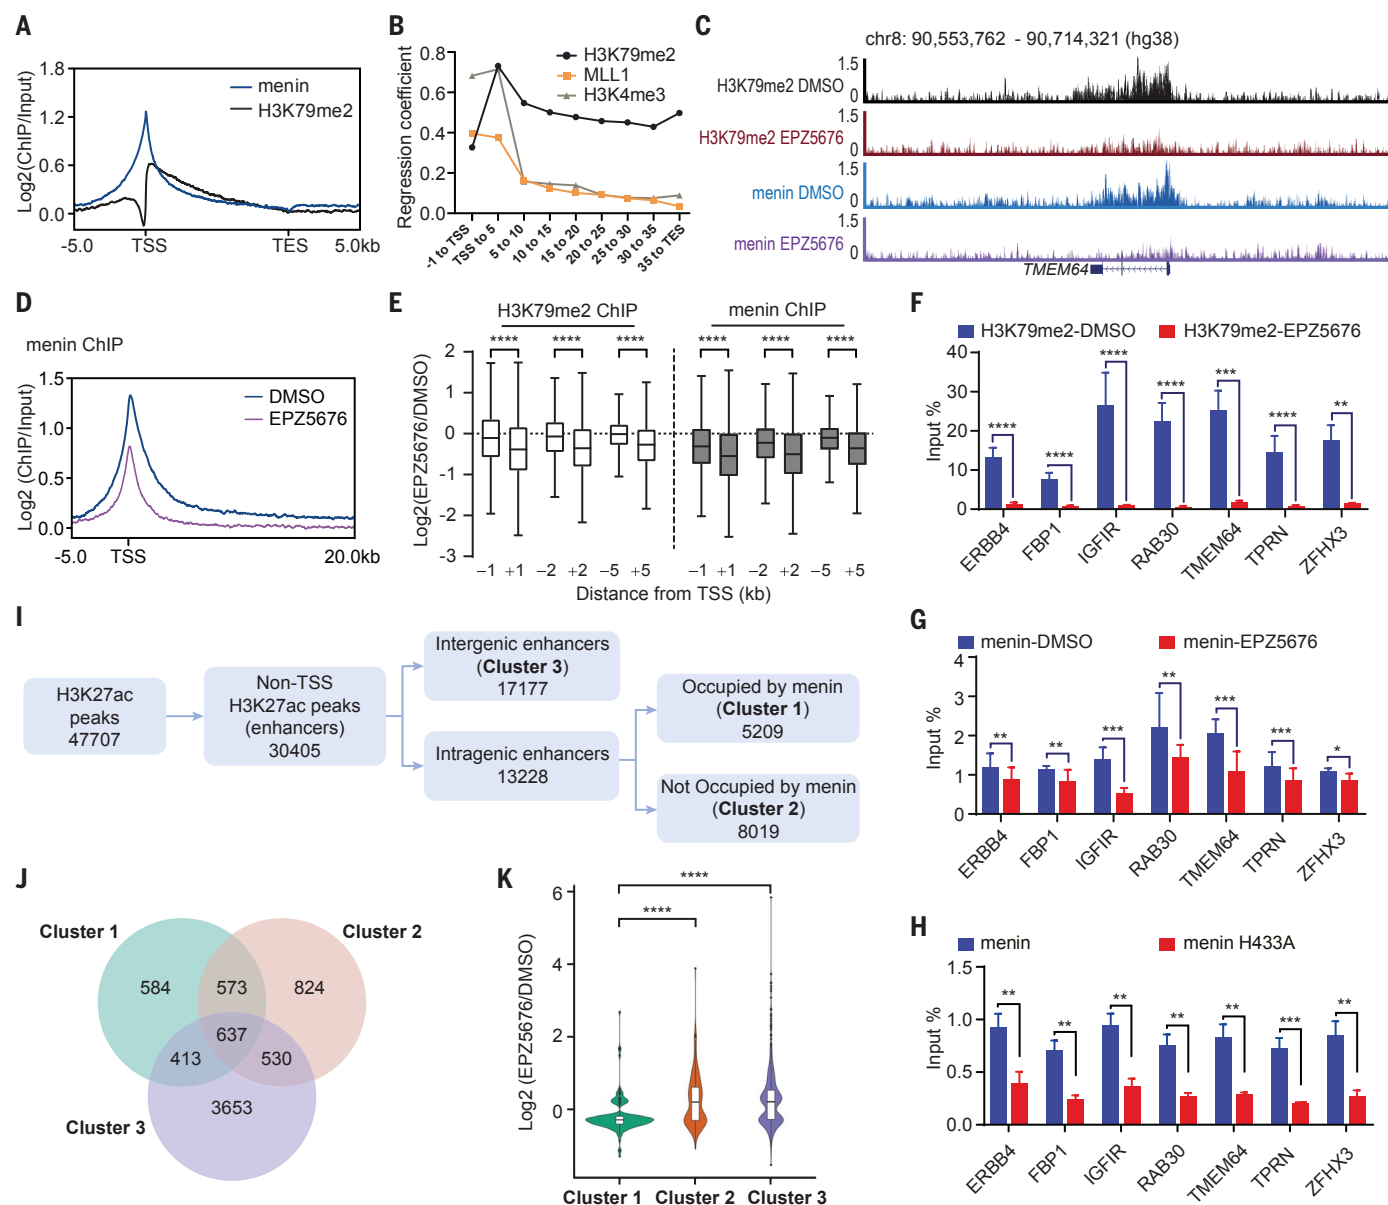 A
1.8
1.2
0.6
0.0
Log2(ChIP/Input)
menin
H3K79me2
-5.0
TSS
TES
5.0kb
B
0.8
0.6
0.4
0.2
0.0
Regression coefficient
H3K79me2
MLL1
H3K4me3
-1 to TSS
TSS to 5
5 to 10
10 to 15
15 to 20
20 to 25
25 to 30
30 to 35
35 to TES
C
chr8: 90,553,762 - 90,714,321 (hg38)
H3K79me2 DMSO
1.5
0
H3K79me2 EPZ5676
1.5
0
menin DMSO
1.5
0
menin EPZ5676
1.5
0
TMEM64
D
menin ChIP
1.5
1.0
0.5
0.0
Log2 (ChIP/Input)
DMSO
EPZ5676
-5.0
TSS
20.0kb
E
H3K79me2 ChIP
menin ChIP
**** **** **** **** **** ****
2
1
0
-1
-2
-3
Log2(EPZ5676/DMSO)
−1 +1 −2 +2 −5 +5 −1 +1 −2 +2 −5 +5
Distance from TSS (kb)
F
H3K79me2-DMSO
H3K79me2-EPZ5676
40
30
20
10
0
Input %
**** **** **** **** *** **** **
ERBB4
FBP1
IGFIR
RAB30
TMEM64
TPRN
ZFHX3
G
menin-DMSO
menin-EPZ5676
4
3
2
1
0
Input %
** ** *** ** *** *** *
ERBB4
FBP1
IGFIR
RAB30
TMEM64
TPRN
ZFHX3
H
menin
menin H433A
1.5
1.0
0.5
0.0
Input %
** ** ** ** ** *** **
ERBB4
FBP1
IGFIR
RAB30
TMEM64
TPRN
ZFHX3
I
H3K27ac
peaks
47707
Non-TSS
H3K27ac peaks
(enhancers)
30405
Intergenic enhancers
(Cluster 3)
17177
Intragenic enhancers
13228
Occupied by menin
(Cluster 1)
5209
Not Occupied by menin
(Cluster 2)
8019
J
Cluster 1
Cluster 2
Cluster 3
584
573
824
637
413
530
3653
K
6
4
2
0
Log2 (EPZ5676/DMSO)
****
****
Cluster 1
Cluster 2
Cluster 3